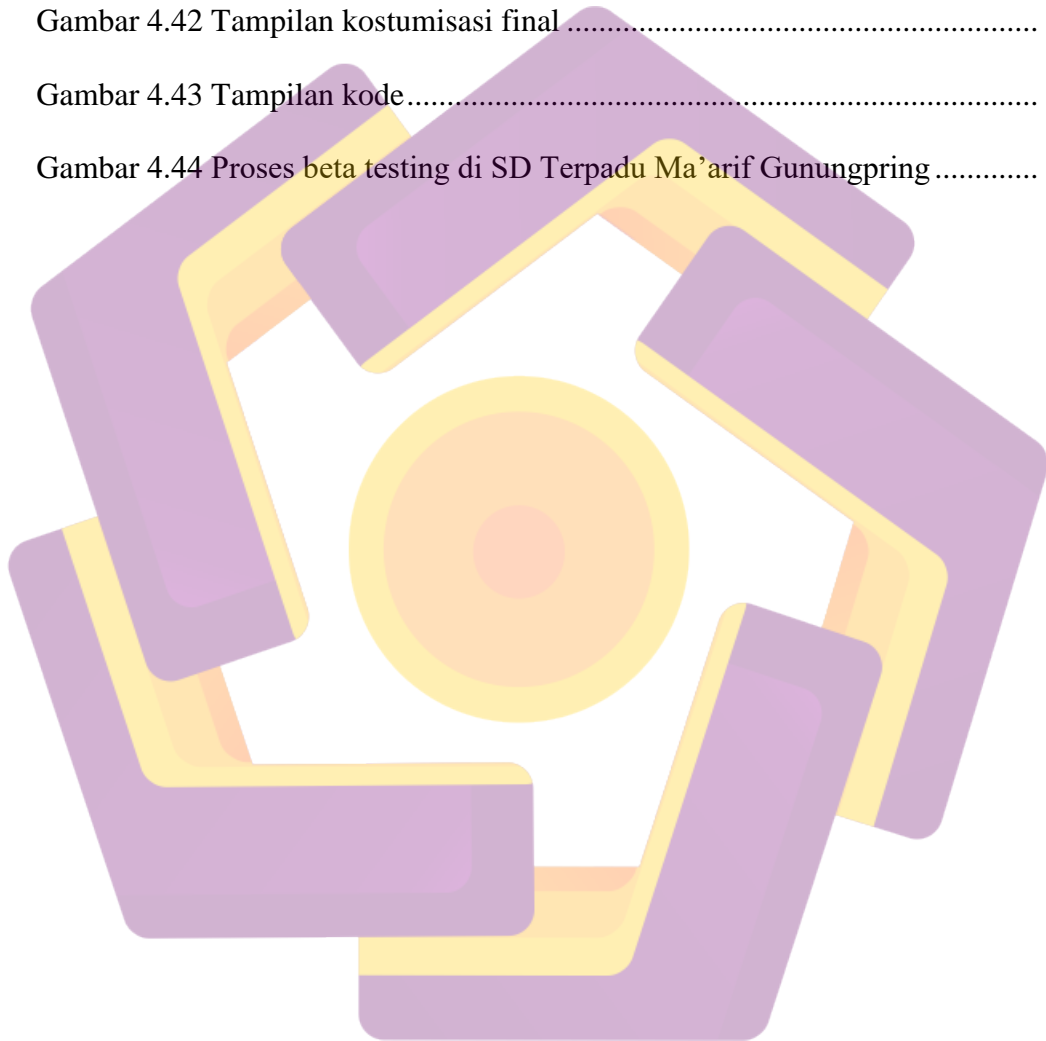 Gambar 4.42 Tampilan kostumisasi final ............................................................
Gambar 4.43 Tampilan kode................................................................................
Gambar 4.44 Proses beta testing di SD Terpadu Ma’arif Gunungpring .............